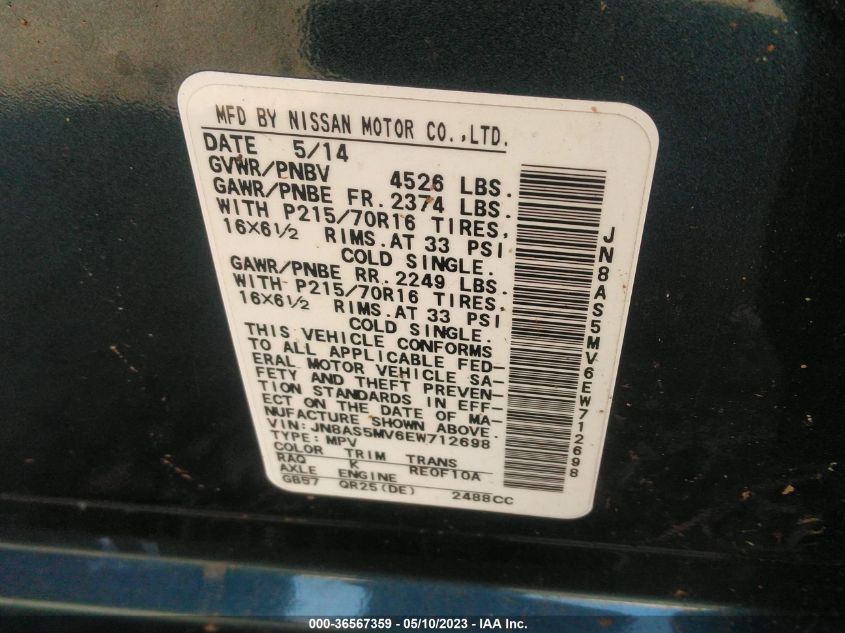 MFD BY NISSAN MOTOR CO.,LTD.
DATE 5/14
GVWR/PNBV 4526 LBS.
GAWR/PNBE FR. 2374 LBS.
WITH P215/70R16 TIRES,
16X6½ RIMS.AT 33 PSI
COLD SINGLE.
GAWR/PNBE RR. 2249 LBS.
WITH P215/70R16 TIRES,
16X6½ RIMS.AT 33 PSI
COLD SINGLE.
THIS VEHICLE CONFORMS
TO ALL APPLICABLE FED-
ERAL MOTOR VEHICLE SA-
FETY AND THEFT PREVEN-
TION STANDARDS IN EFF-
ECT ON THE DATE OF MA-
NUFACTURE SHOWN ABOVE.
VIN: JN8AS5MV6EW712698
TYPE: MPV
COLOR TRIM TRANS
RAQ K RE0F10A
AXLE ENGINE
GB57 QR25(DE) 2488CC
JN8AS5MV6EW712698
000-36567359 — 05/10/2023 — IAA Inc.